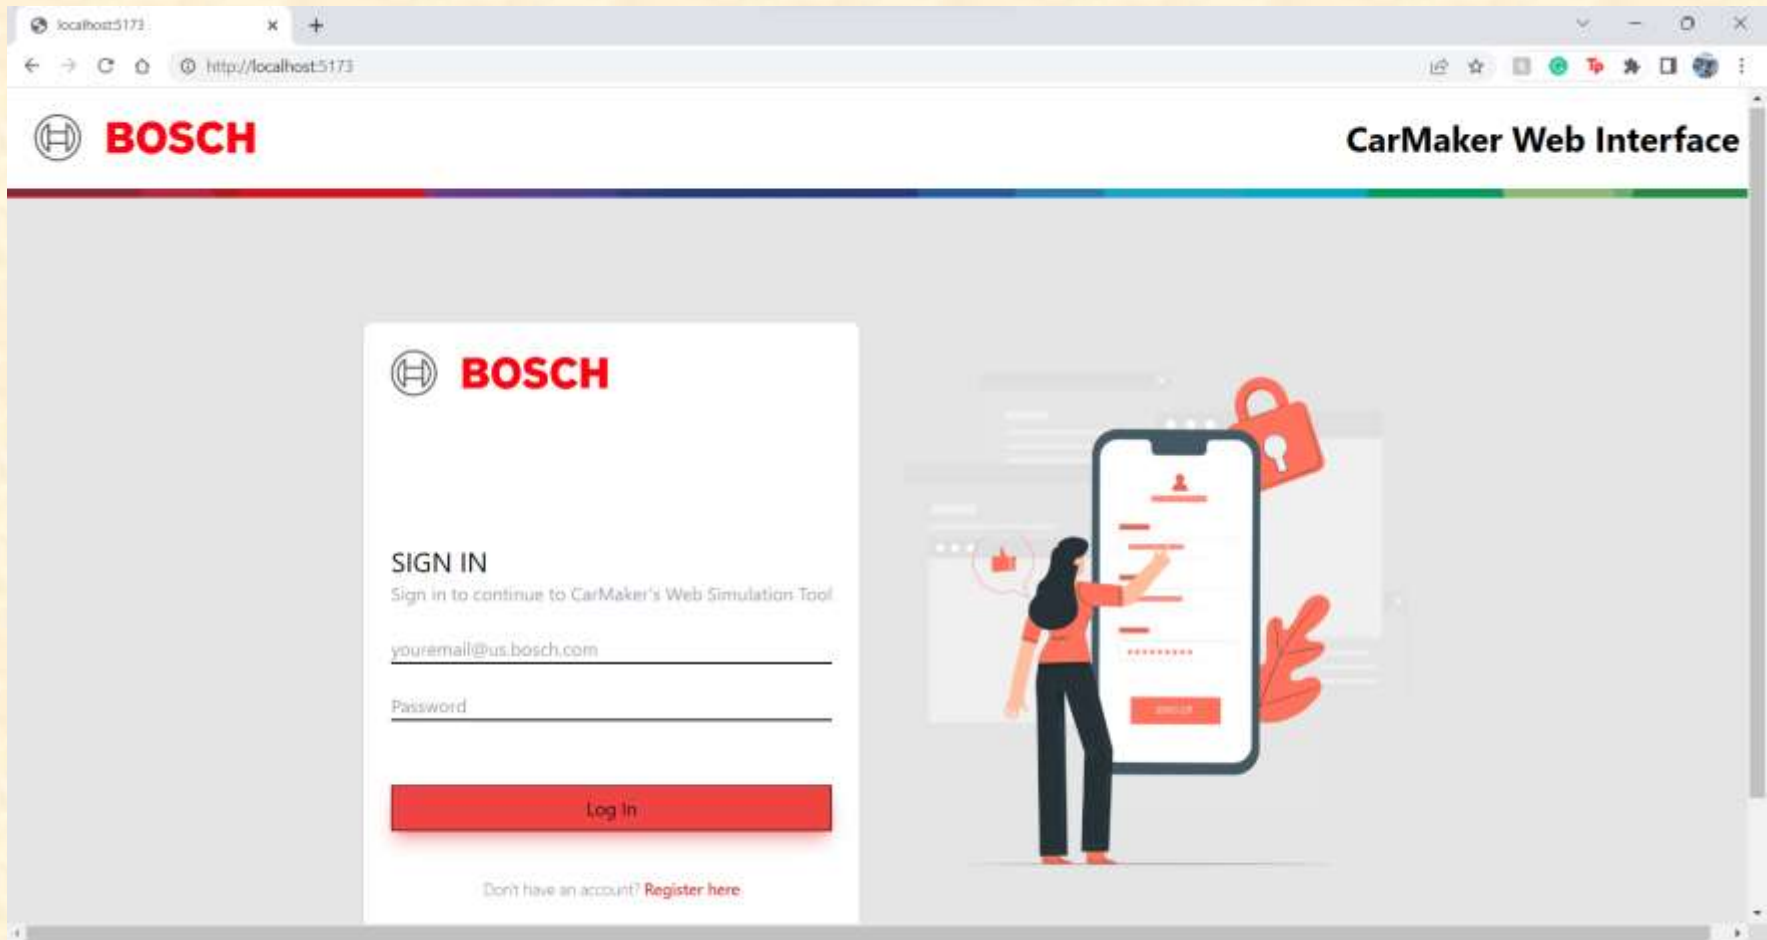 localhost:5173
http://localhost:5173
BOSCH
CarMaker Web Interface
BOSCH
SIGN IN
Sign in to continue to CarMaker's Web Simulation Tool
youremail@us.bosch.com
Password
Log In
Don't have an account? Register here